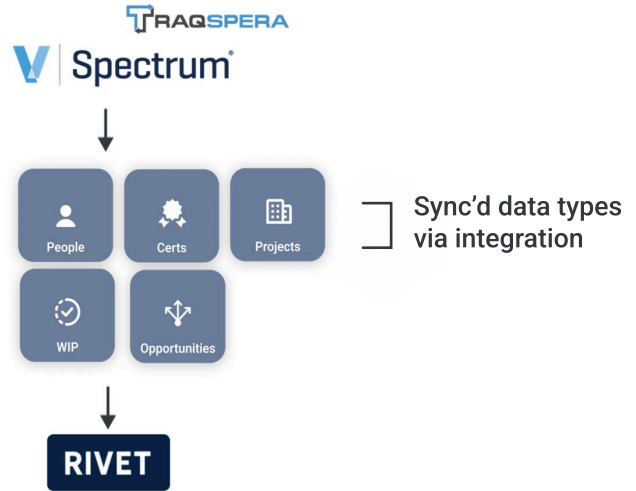 TRAQSPERA
Spectrum®
People
Certs
Projects
Sync'd data types
via integration
WIP
Opportunities
RIVET